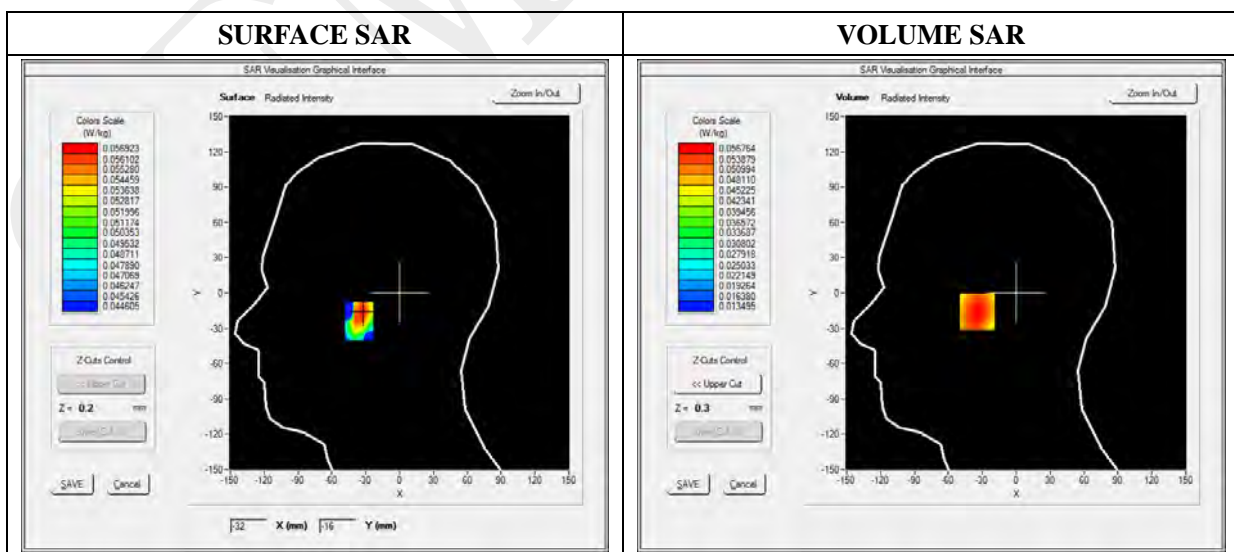 SURFACE SAR
VOLUME SAR
SAR Visualisation Graphical Interface
Surface Radiated Intensity
Zoom In/Out
Colors Scale
(W/kg)
0.056923
0.056102
0.055280
0.054459
0.053638
0.052817
0.051996
0.051174
0.050353
0.049532
0.048711
0.047890
0.047069
0.046247
0.045426
0.044605
150
120
90
60
30
0
-30
-60
-90
-120
-150
Y
-150 -120 -90 -60 -30 0 30 60 90 120 150
X
Z-Cuts Control
<< Upper Cut
Z = 0.2 mm
SAVE
Cancel
-32 X (mm) -16 Y (mm)
SAR Visualisation Graphical Interface
Volume Radiated Intensity
Zoom In/Out
Colors Scale
(W/kg)
0.056764
0.053879
0.050994
0.048110
0.045225
0.042341
0.039456
0.036572
0.033687
0.030802
0.027918
0.025033
0.022149
0.019264
0.016380
0.013495
150
120
90
60
30
0
-30
-60
-90
-120
-150
Y
-150 -120 -90 -60 -30 0 30 60 90 120 150
X
Z-Cuts Control
<< Upper Cut
Z = 0.3 mm
SAVE
Cancel